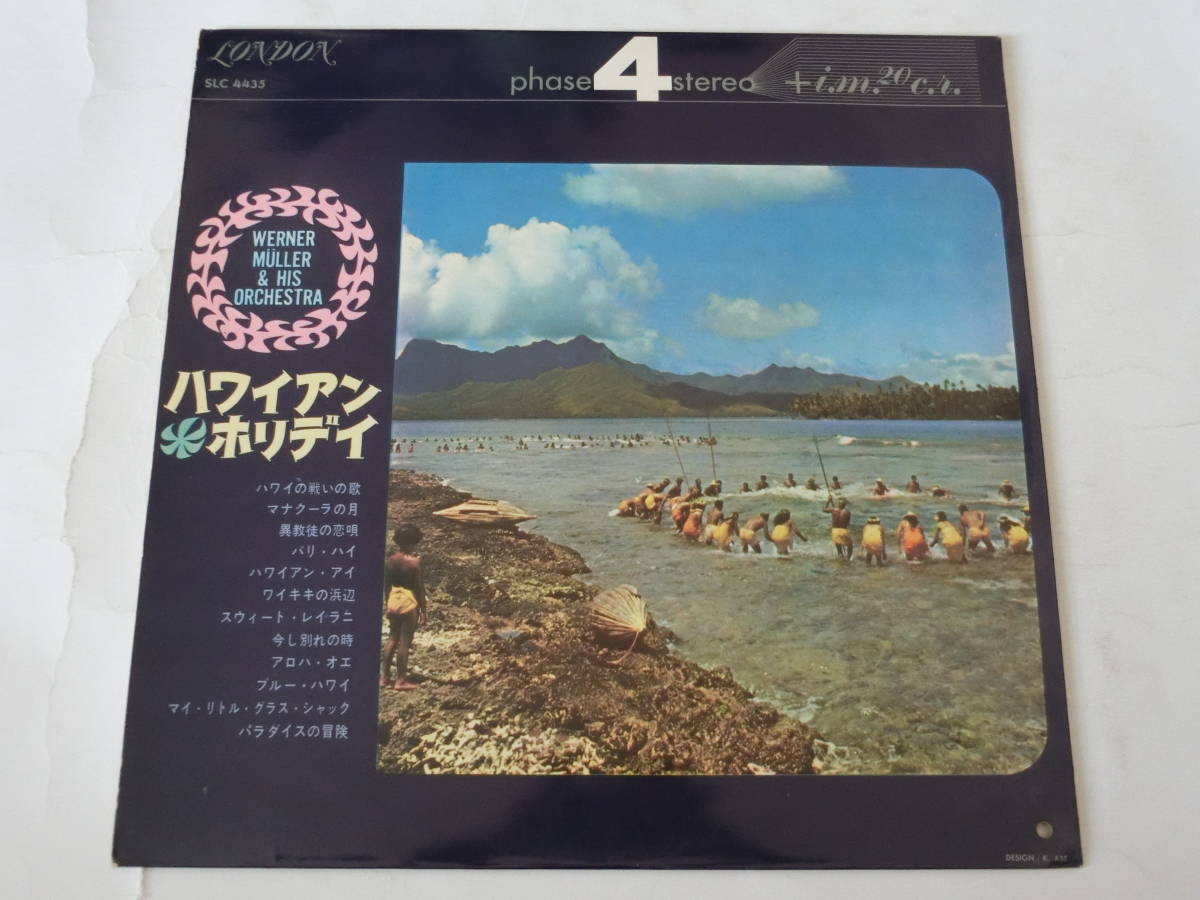 LONDON
SLC 4435
phase 4 stereo +i.m.20c.r.
WERNER
MÜLLER
& HIS
ORCHESTRA
ハワイアン
ホリデイ
ハワイの戦いの歌
マナクーラの月
異教徒の恋唄
バリ・ハイ
ハワイアン・アイ
ワイキキの浜辺
スウィート・レイラニ
今し別れの時
アロハ・オエ
ブルー・ハワイ
マイ・リトル・グラス・シャック
パラダイスの冒険
DESIGN / K.